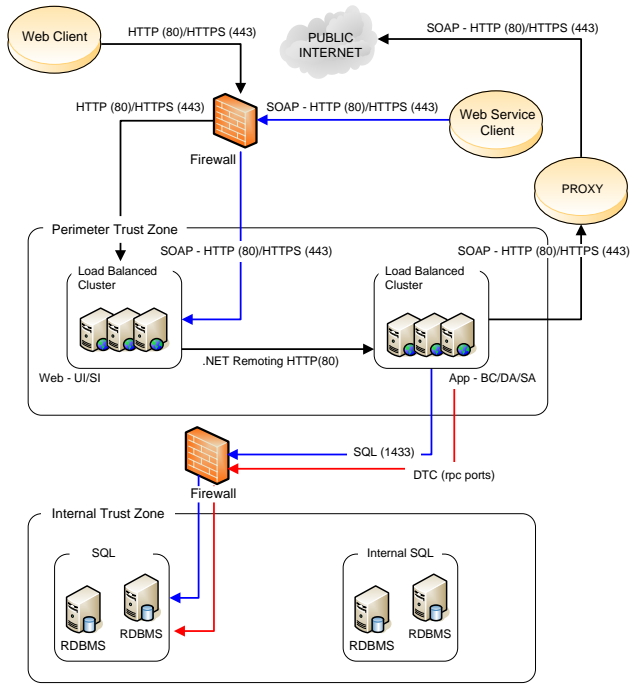 Web Client
HTTP (80)/HTTPS (443)
PUBLIC
INTERNET
SOAP - HTTP (80)/HTTPS (443)
HTTP (80)/HTTPS (443)
SOAP - HTTP (80)/HTTPS (443)
Web Service
Client
Firewall
PROXY
Perimeter Trust Zone
SOAP - HTTP (80)/HTTPS (443)
SOAP - HTTP (80)/HTTPS (443)
Load Balanced
Cluster
Load Balanced
Cluster
.NET Remoting HTTP(80)
Web - UI/SI
App - BC/DA/SA
SQL (1433)
DTC (rpc ports)
Firewall
Internal Trust Zone
SQL
Internal SQL
RDBMS
RDBMS
RDBMS
RDBMS